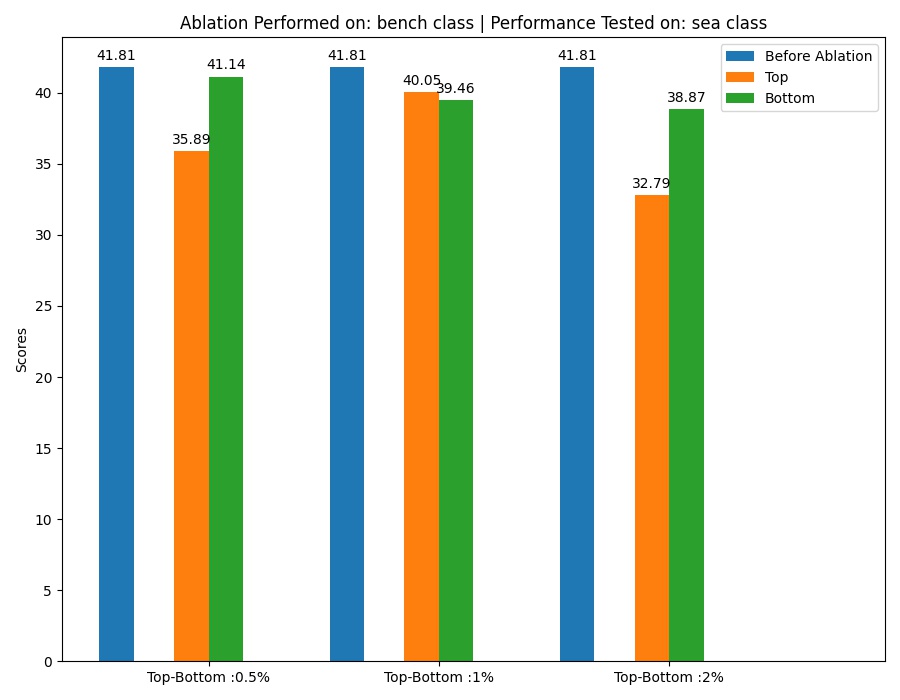 Ablation Performed on: bench class | Performance Tested on: sea class
Before Ablation
Top
Bottom
41.81
35.89
41.14
41.81
40.05
39.46
41.81
32.79
38.87
Scores
40
35
30
25
20
15
10
5
0
Top-Bottom :0.5%
Top-Bottom :1%
Top-Bottom :2%